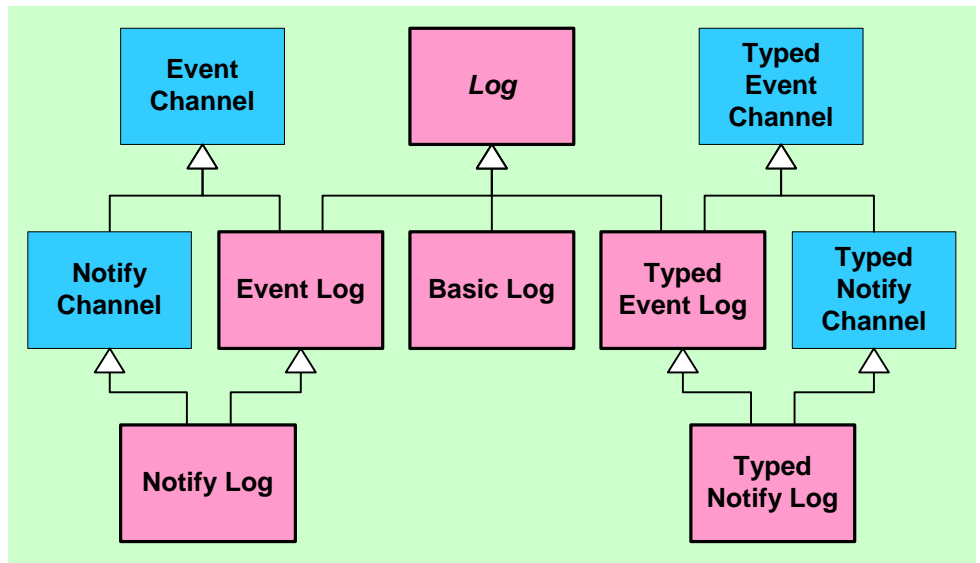 Event
Channel
Log
Typed
Event
Channel
Notify
Channel
Event Log
Basic Log
Typed
Event Log
Typed
Notify
Channel
Notify Log
Typed
Notify Log